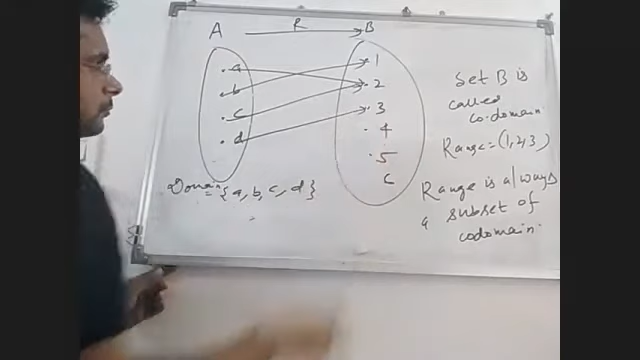 A R B
a 1
b 2
c 3
d 4
5
c
Domain = {a, b, c, d}
Set B is
called
co-domain.
Range = (1,2,3)
Range is always
a subset of
codomain.